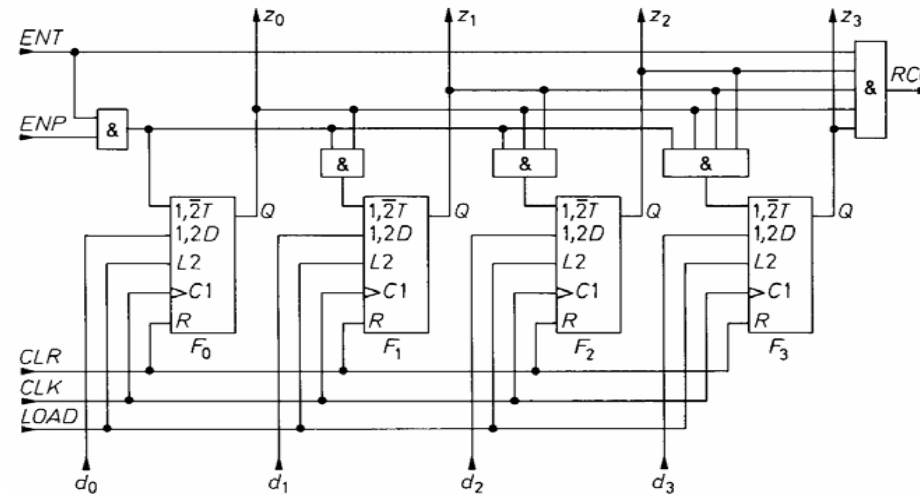 z₀ z₁ z₂ z₃
ENT
& RC
ENP & & & &
1,2̅T Q 1,2̅T Q 1,2̅T Q 1,2̅T Q
1,2D 1,2D 1,2D 1,2D
L2 L2 L2 L2
C1 C1 C1 C1
R R R R
F₀ F₁ F₂ F₃
CLR
CLK
LOAD
d₀ d₁ d₂ d₃